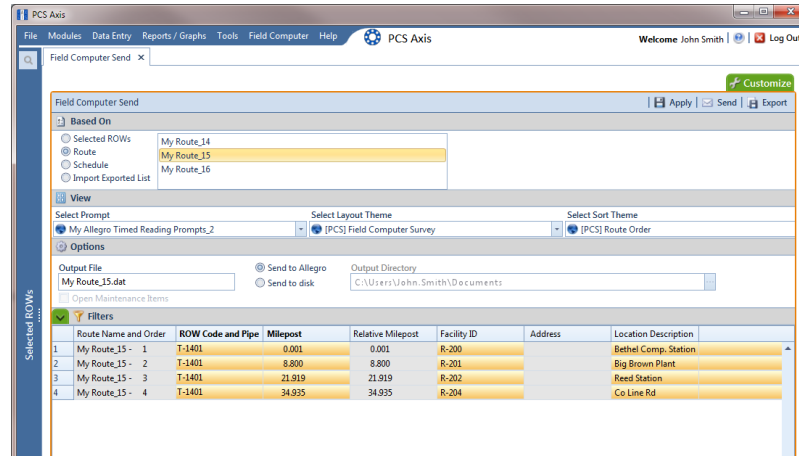 PCS Axis
File Modules Data Entry Reports / Graphs Tools Field Computer Help PCS Axis Welcome John Smith Log Out
Field Computer Send X
Customize
Field Computer Send Apply Send Export
Based On
Selected ROWs
Route
Schedule
Import Exported List
My Route_14
My Route_15
My Route_16
View
Select Prompt Select Layout Theme Select Sort Theme
My Allegro Timed Reading Prompts_2 [PCS] Field Computer Survey [PCS] Route Order
Options
Output File Send to Allegro Output Directory
My Route_15.dat Send to disk C:\Users\John.Smith\Documents
Open Maintenance Items
Selected ROWs
Filters
Route Name and Order ROW Code and Pipe Milepost Relative Milepost Facility ID Address Location Description
1 My Route_15 - 1 T-1401 0.001 0.001 R-200 Bethel Comp. Station
2 My Route_15 - 2 T-1401 8.800 8.800 R-201 Big Brown Plant
3 My Route_15 - 3 T-1401 21.919 21.919 R-202 Reed Station
4 My Route_15 - 4 T-1401 34.935 34.935 R-204 Co Line Rd